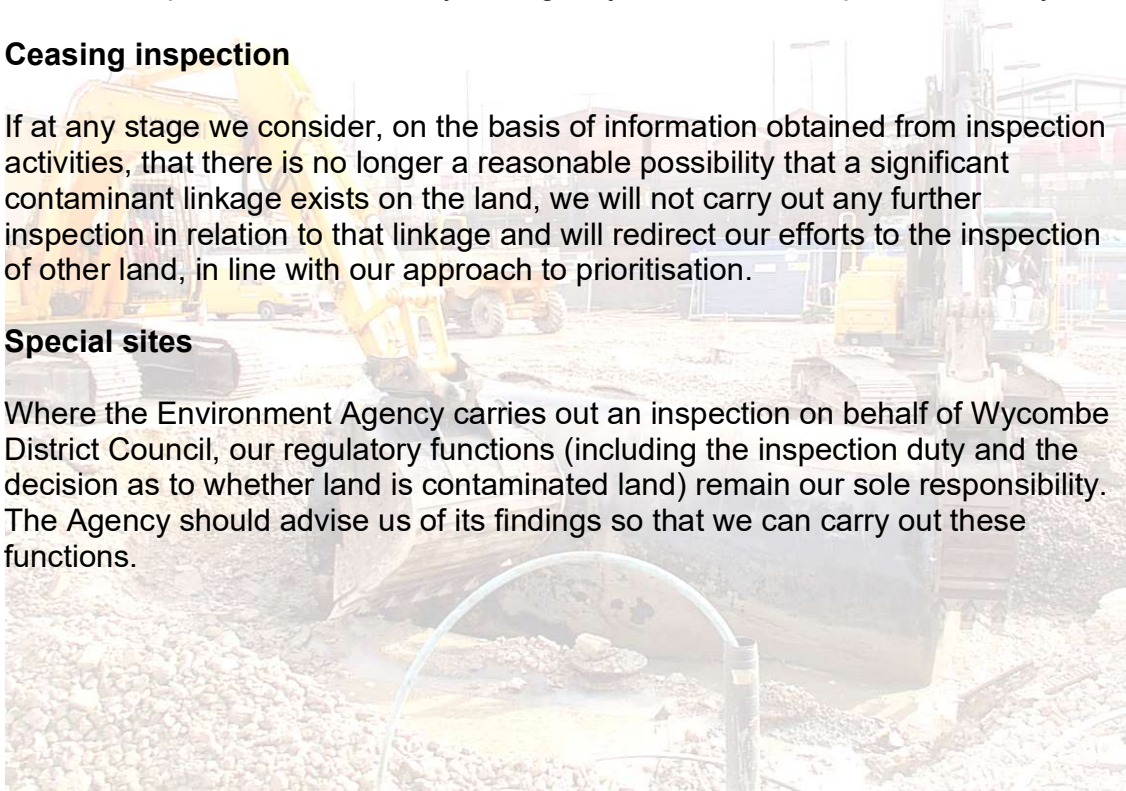 Ceasing inspection
If at any stage we consider, on the basis of information obtained from inspection
activities, that there is no longer a reasonable possibility that a significant
contaminant linkage exists on the land, we will not carry out any further
inspection in relation to that linkage and will redirect our efforts to the inspection
of other land, in line with our approach to prioritisation.
Special sites
Where the Environment Agency carries out an inspection on behalf of Wycombe
District Council, our regulatory functions (including the inspection duty and the
decision as to whether land is contaminated land) remain our sole responsibility.
The Agency should advise us of its findings so that we can carry out these
functions.